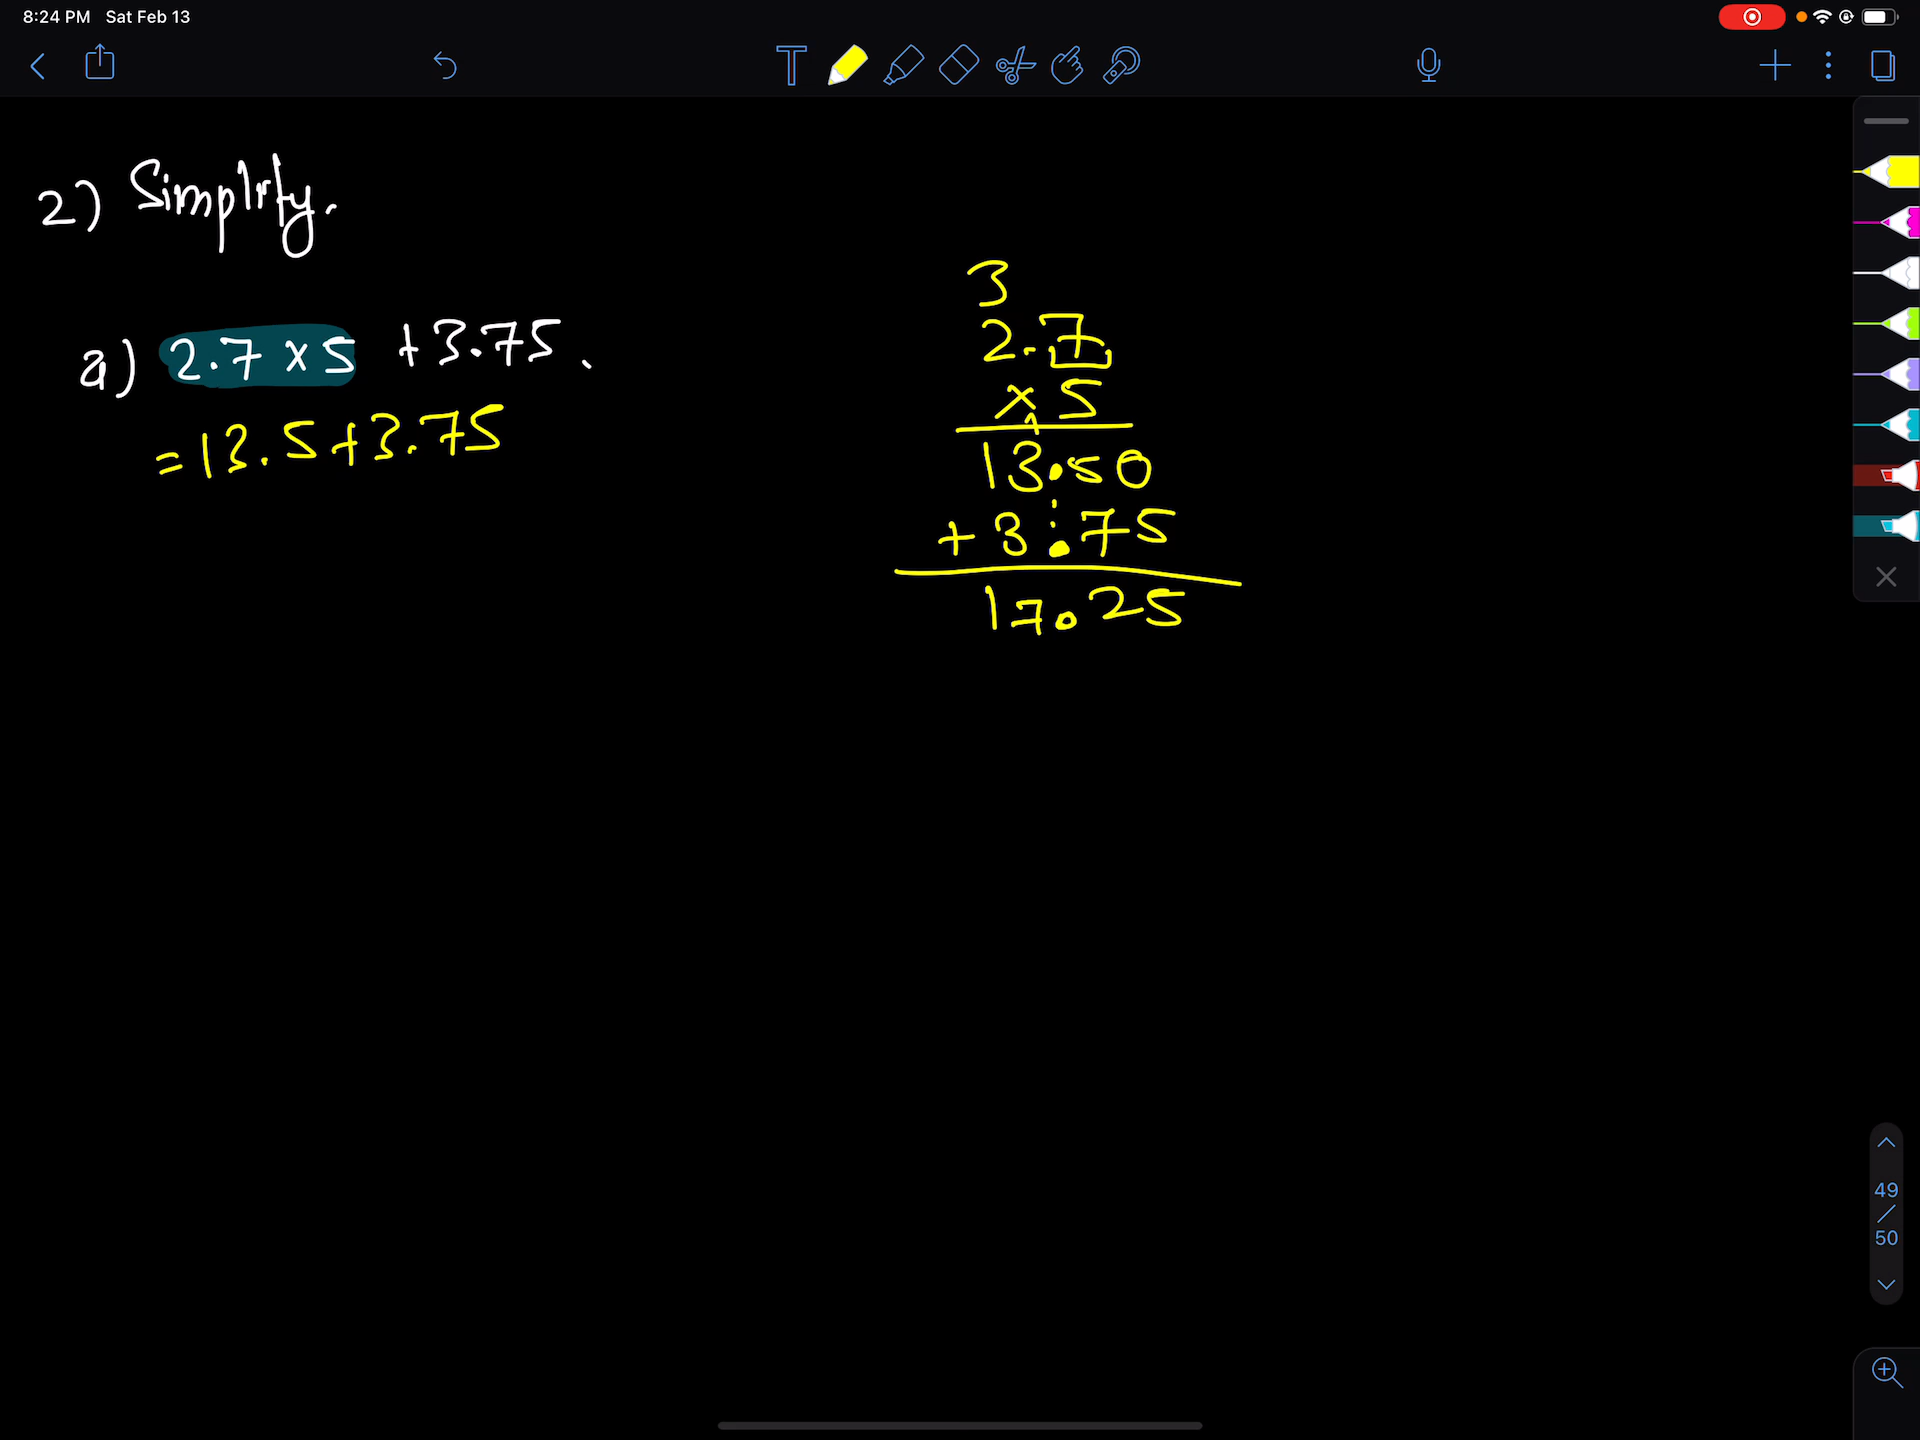 8:24 PM Sat Feb 13
2) Simplify.
a) 2.7 × 5 + 3.75 .
= 13.5 + 3.75
3
2.7
× 5
13.50
+ 3.75
17.25
49
/
50